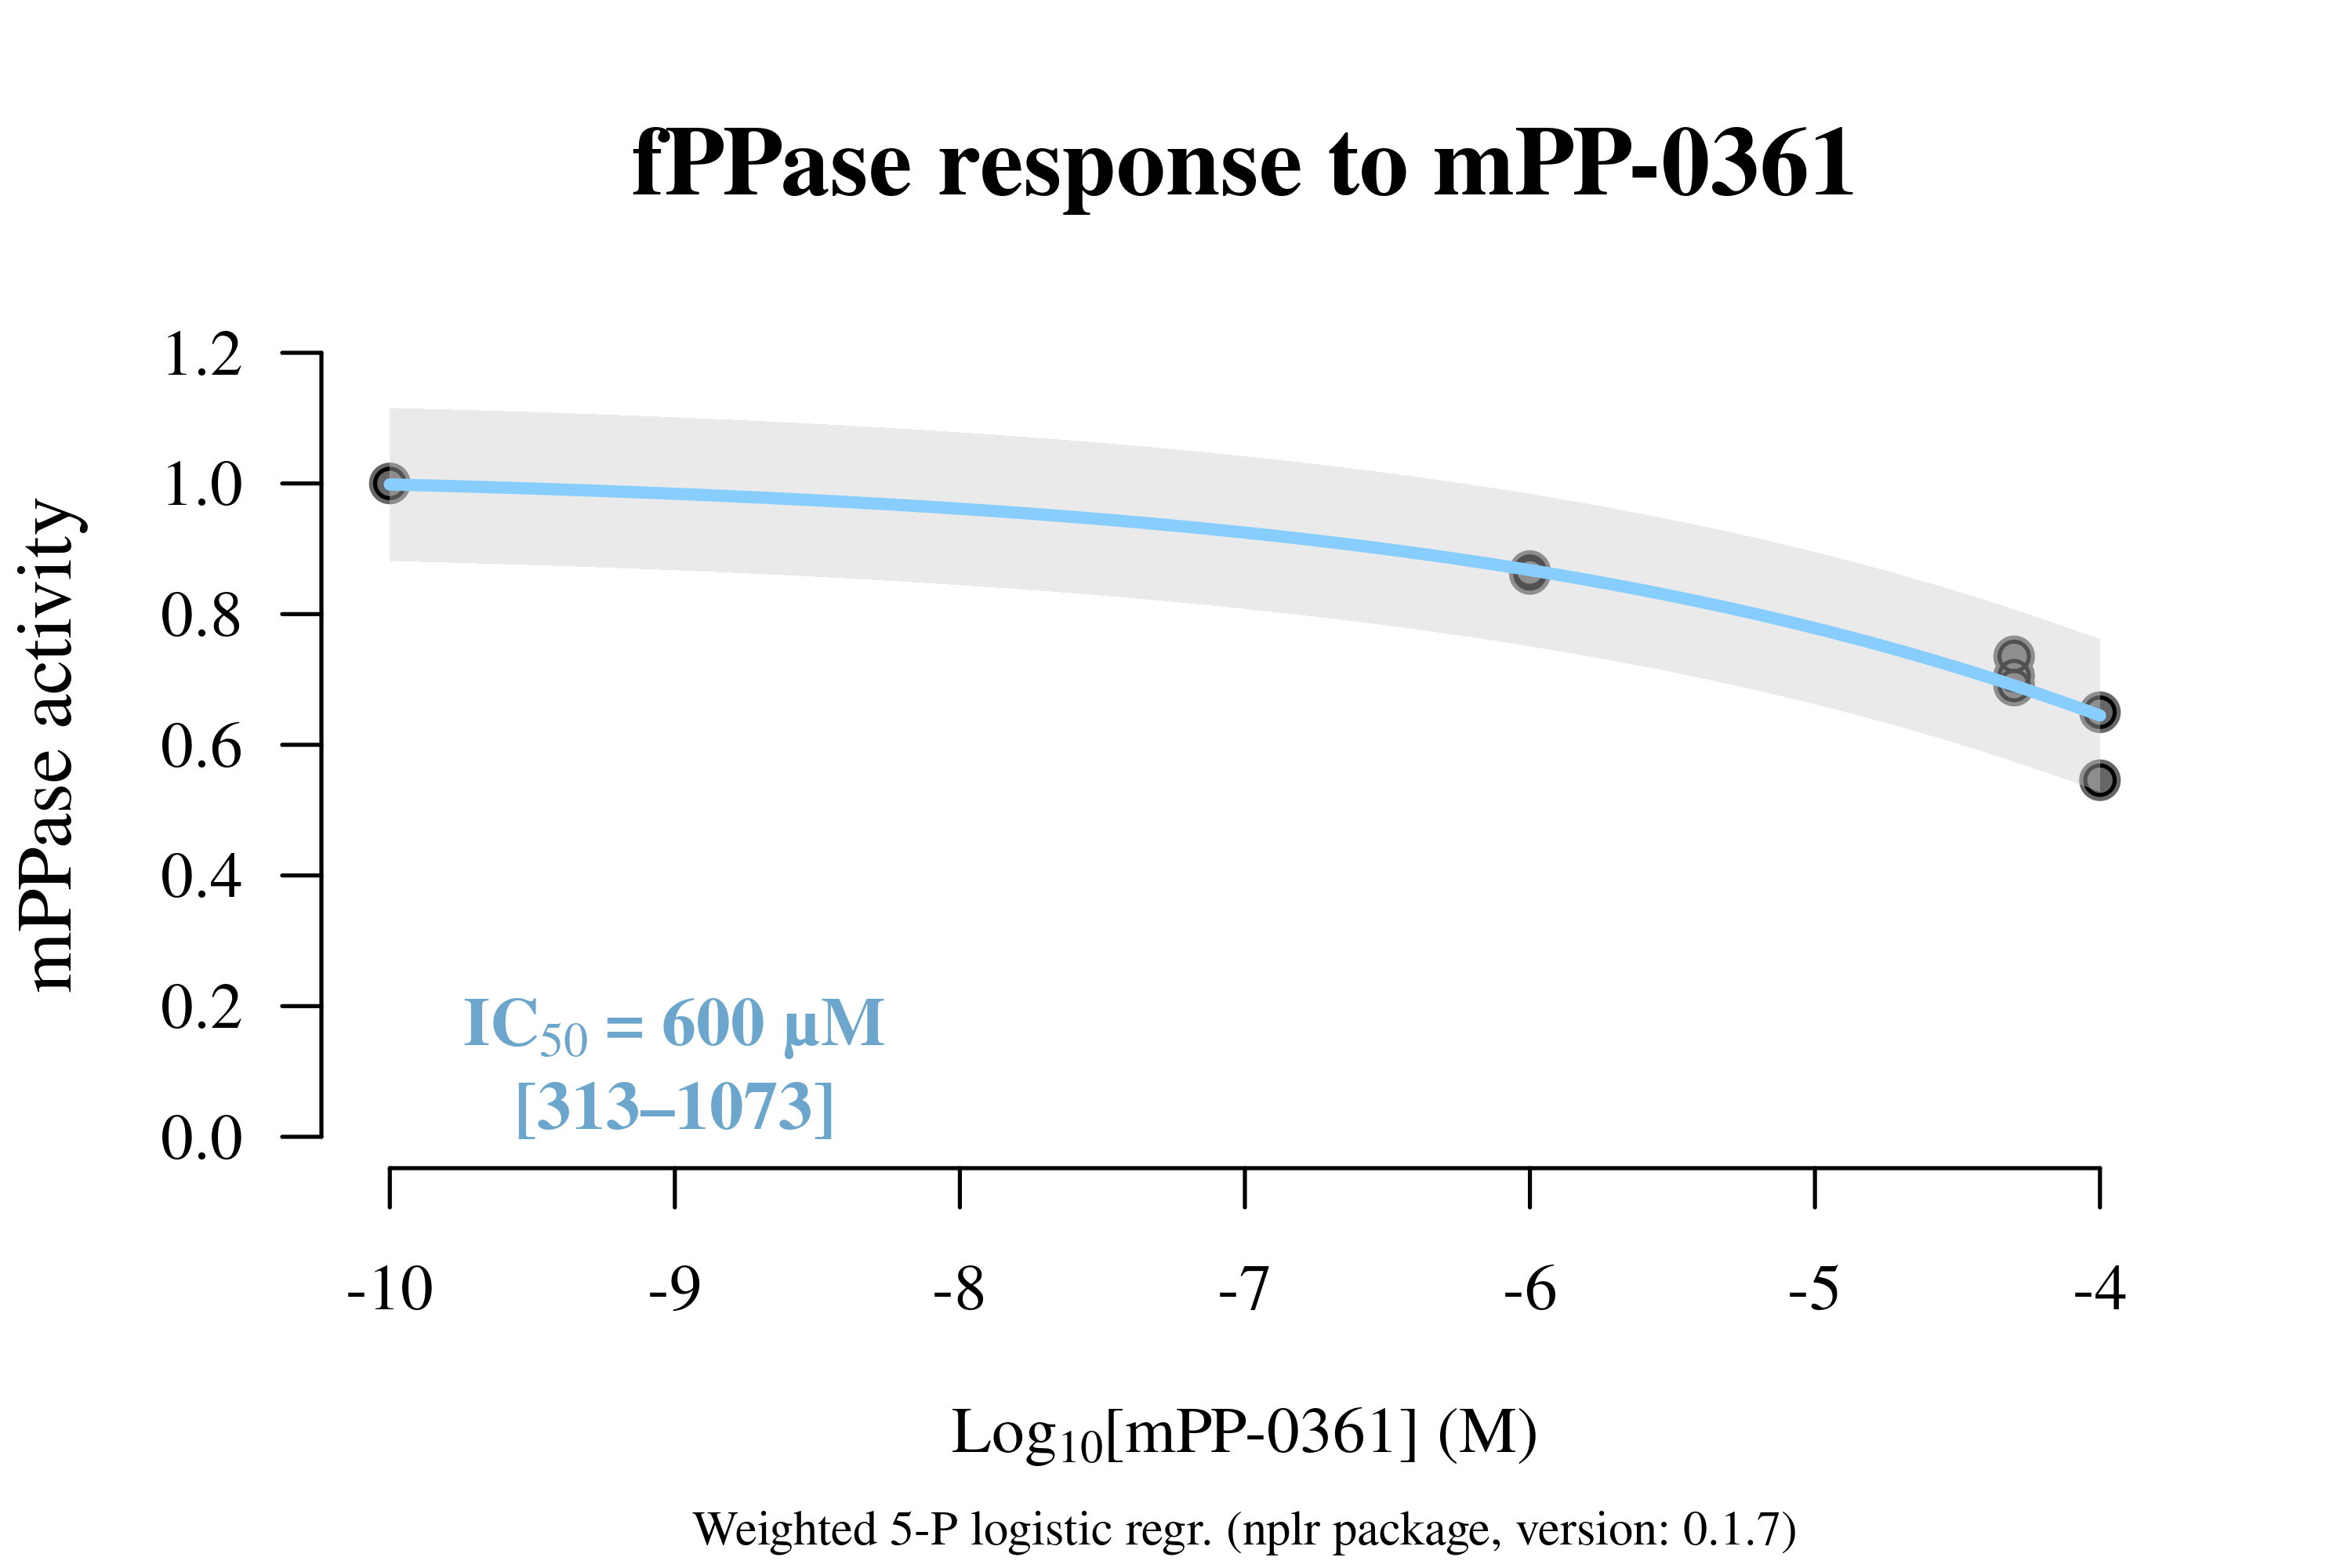 fPPase response to mPP-0361
mPPase activity
1.2
1.0
0.8
0.6
0.4
0.2
0.0
IC50 = 600 µM
[313–1073]
-10 -9 -8 -7 -6 -5 -4
Log10[mPP-0361] (M)
Weighted 5-P logistic regr. (nplr package, version: 0.1.7)